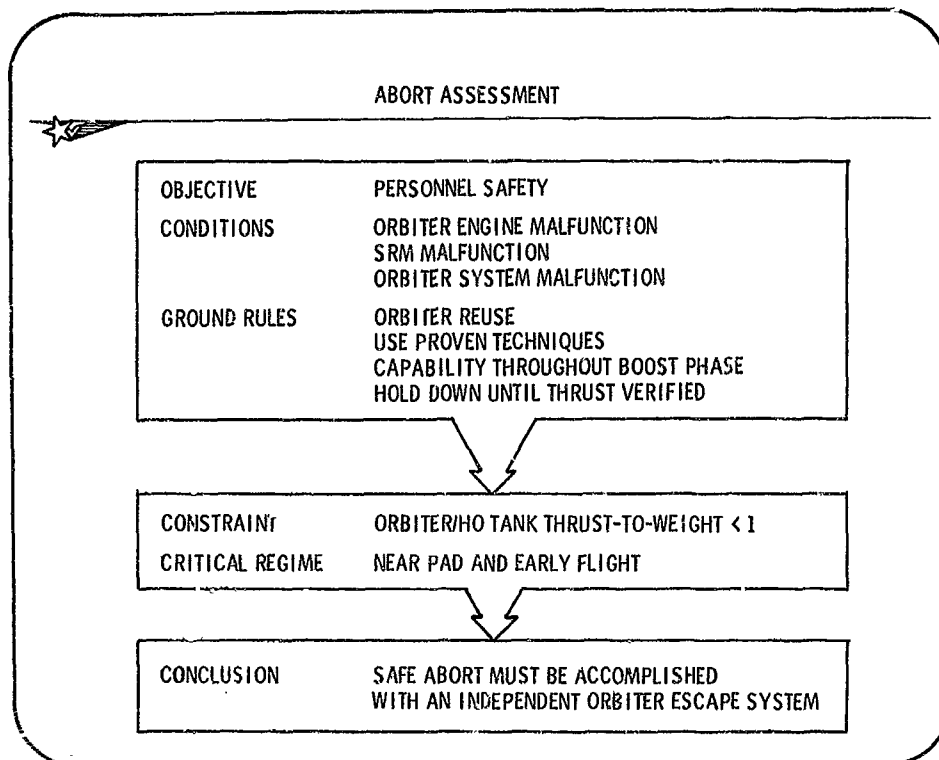 ABORT ASSESSMENT
OBJECTIVE PERSONNEL SAFETY
CONDITIONS ORBITER ENGINE MALFUNCTION
SRM MALFUNCTION
ORBITER SYSTEM MALFUNCTION
GROUND RULES ORBITER REUSE
USE PROVEN TECHNIQUES
CAPABILITY THROUGHOUT BOOST PHASE
HOLD DOWN UNTIL THRUST VERIFIED
CONSTRAINT ORBITER/HO TANK THRUST-TO-WEIGHT < 1
CRITICAL REGIME NEAR PAD AND EARLY FLIGHT
CONCLUSION SAFE ABORT MUST BE ACCOMPLISHED
WITH AN INDEPENDENT ORBITER ESCAPE SYSTEM